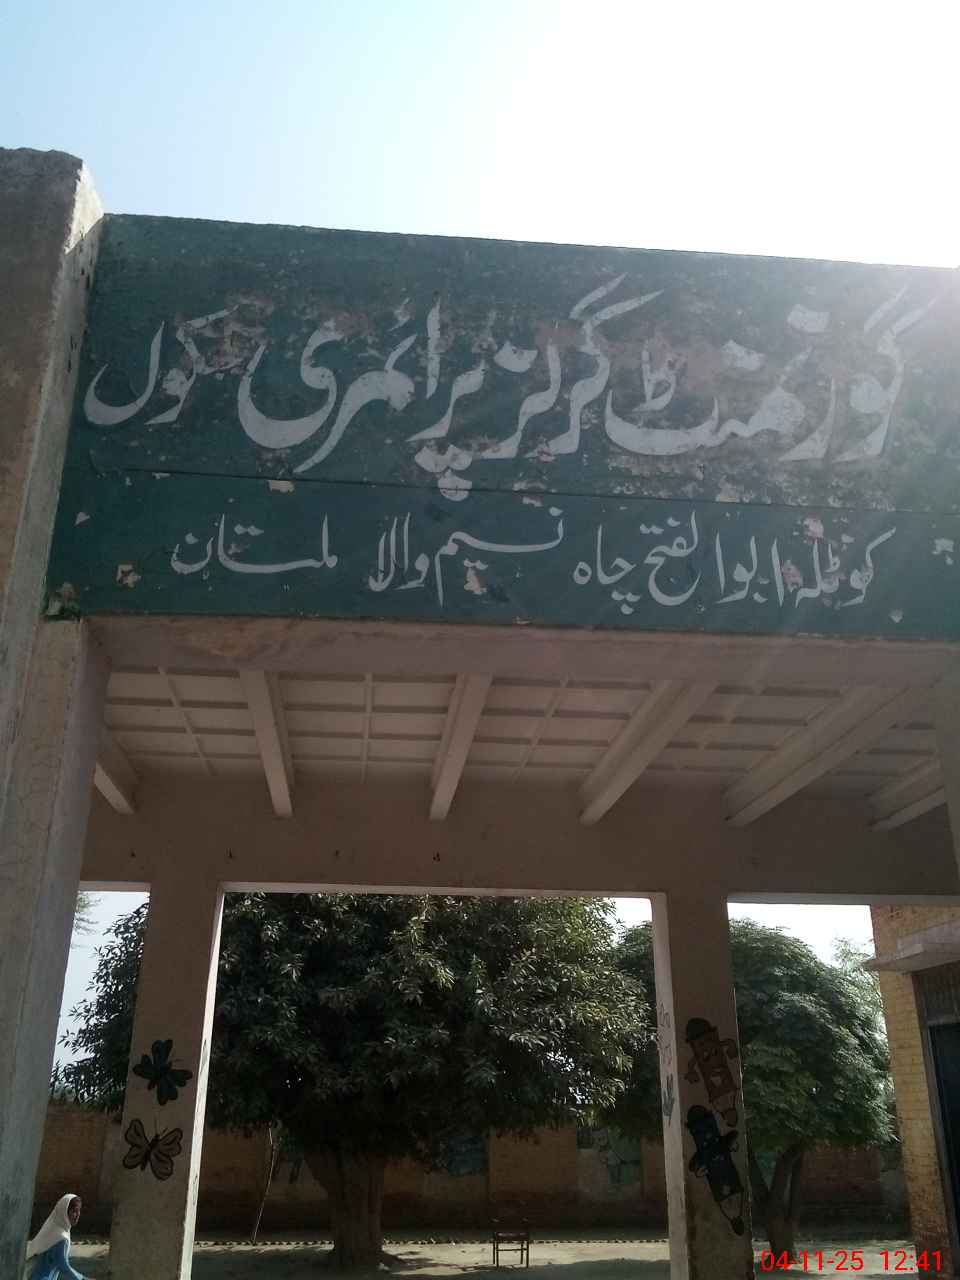 گورنمنٹ گرلز پرائمری سکول
کوٹلہ ابوالفتح چاہ نسیم والا ملتان
04-11-25 12:41